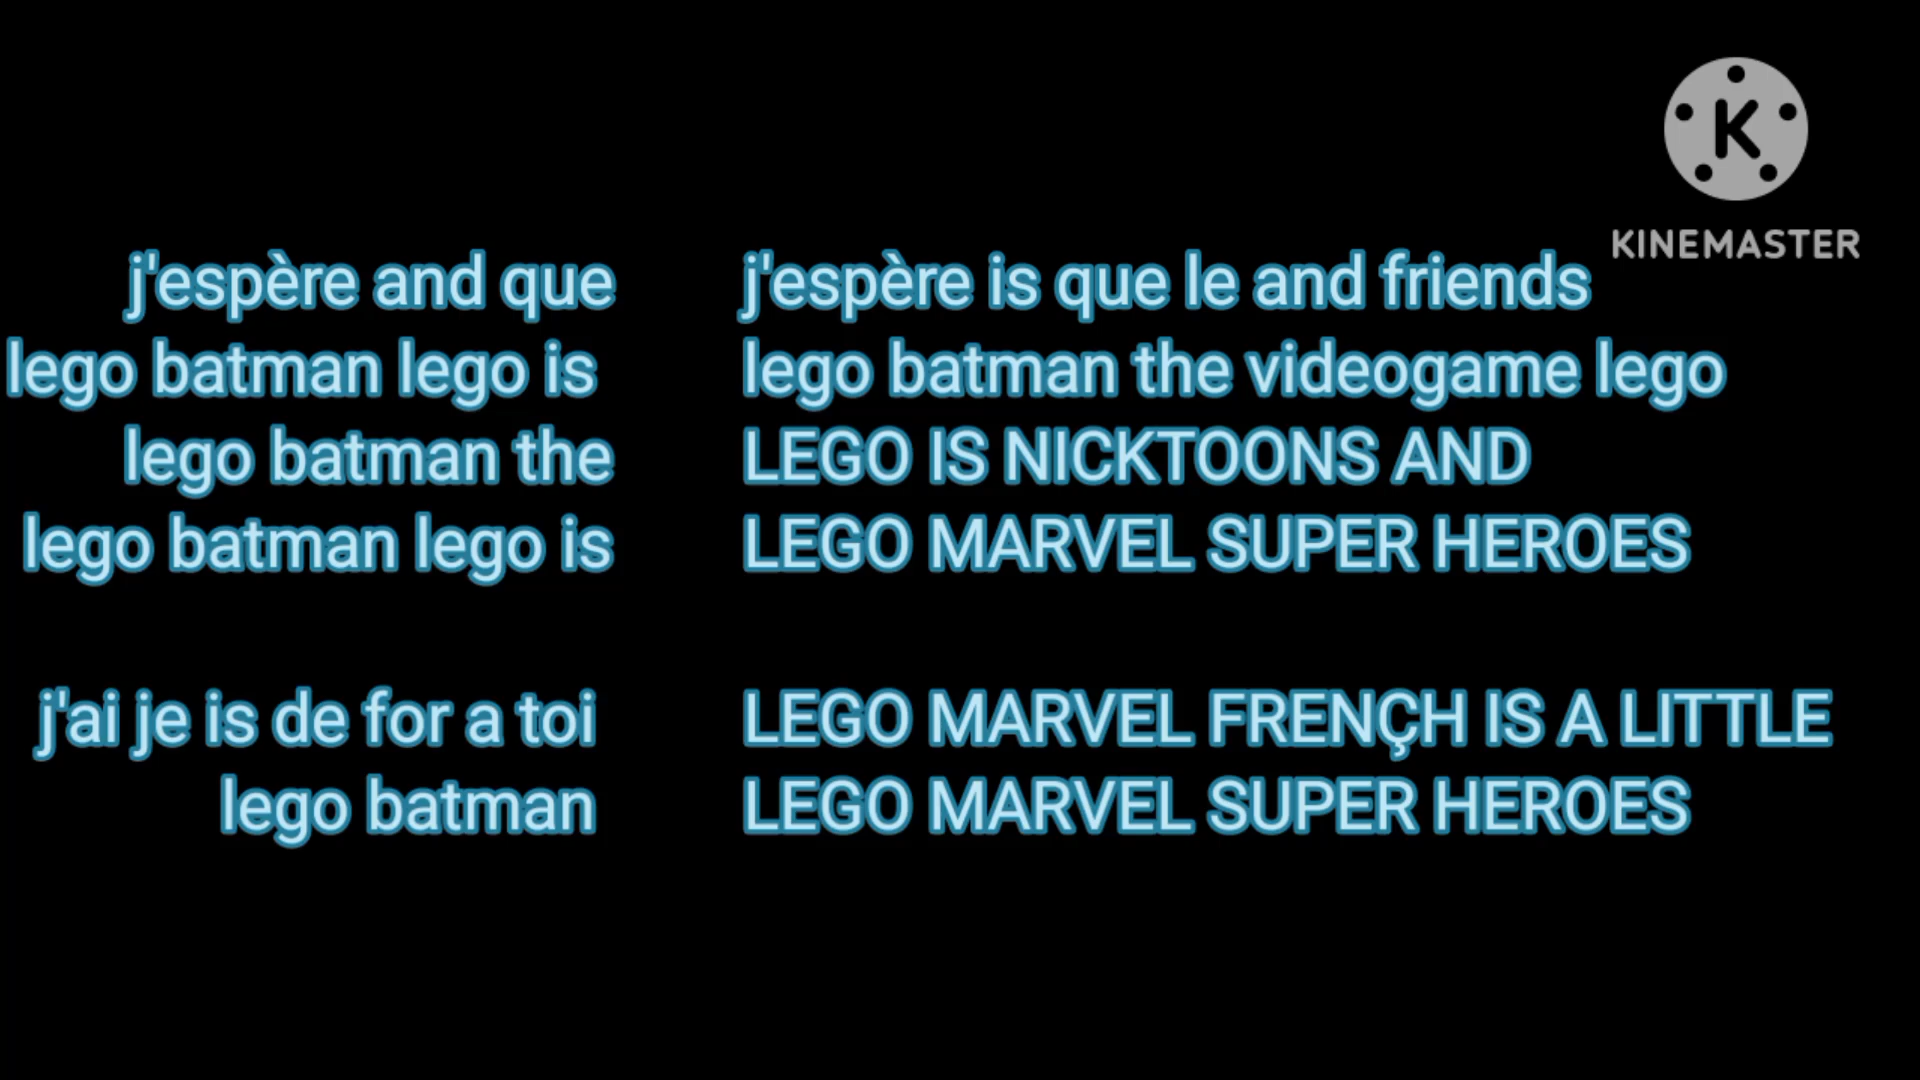 K
KINEMASTER
j'espère and que j'espère is que le and friends
lego batman lego is lego batman the videogame lego
lego batman the LEGO IS NICKTOONS AND
lego batman lego is LEGO MARVEL SUPER HEROES
j'ai je is de for a toi LEGO MARVEL FRENÇH IS A LITTLE
lego batman LEGO MARVEL SUPER HEROES